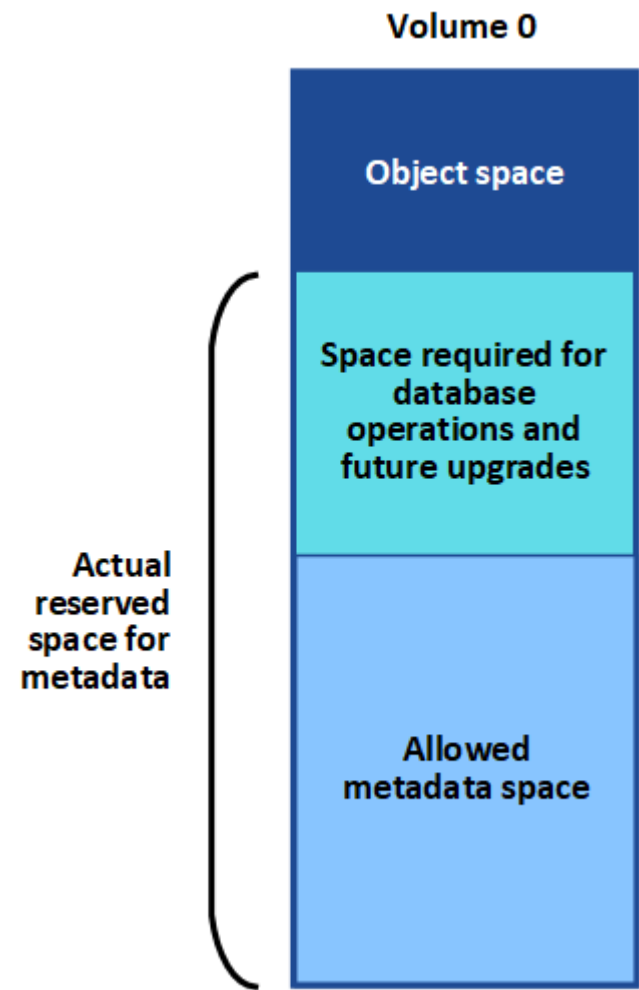 Volume 0
Object space
Space required for
database
operations and
future upgrades
Actual
reserved
space for
metadata
Allowed
metadata space